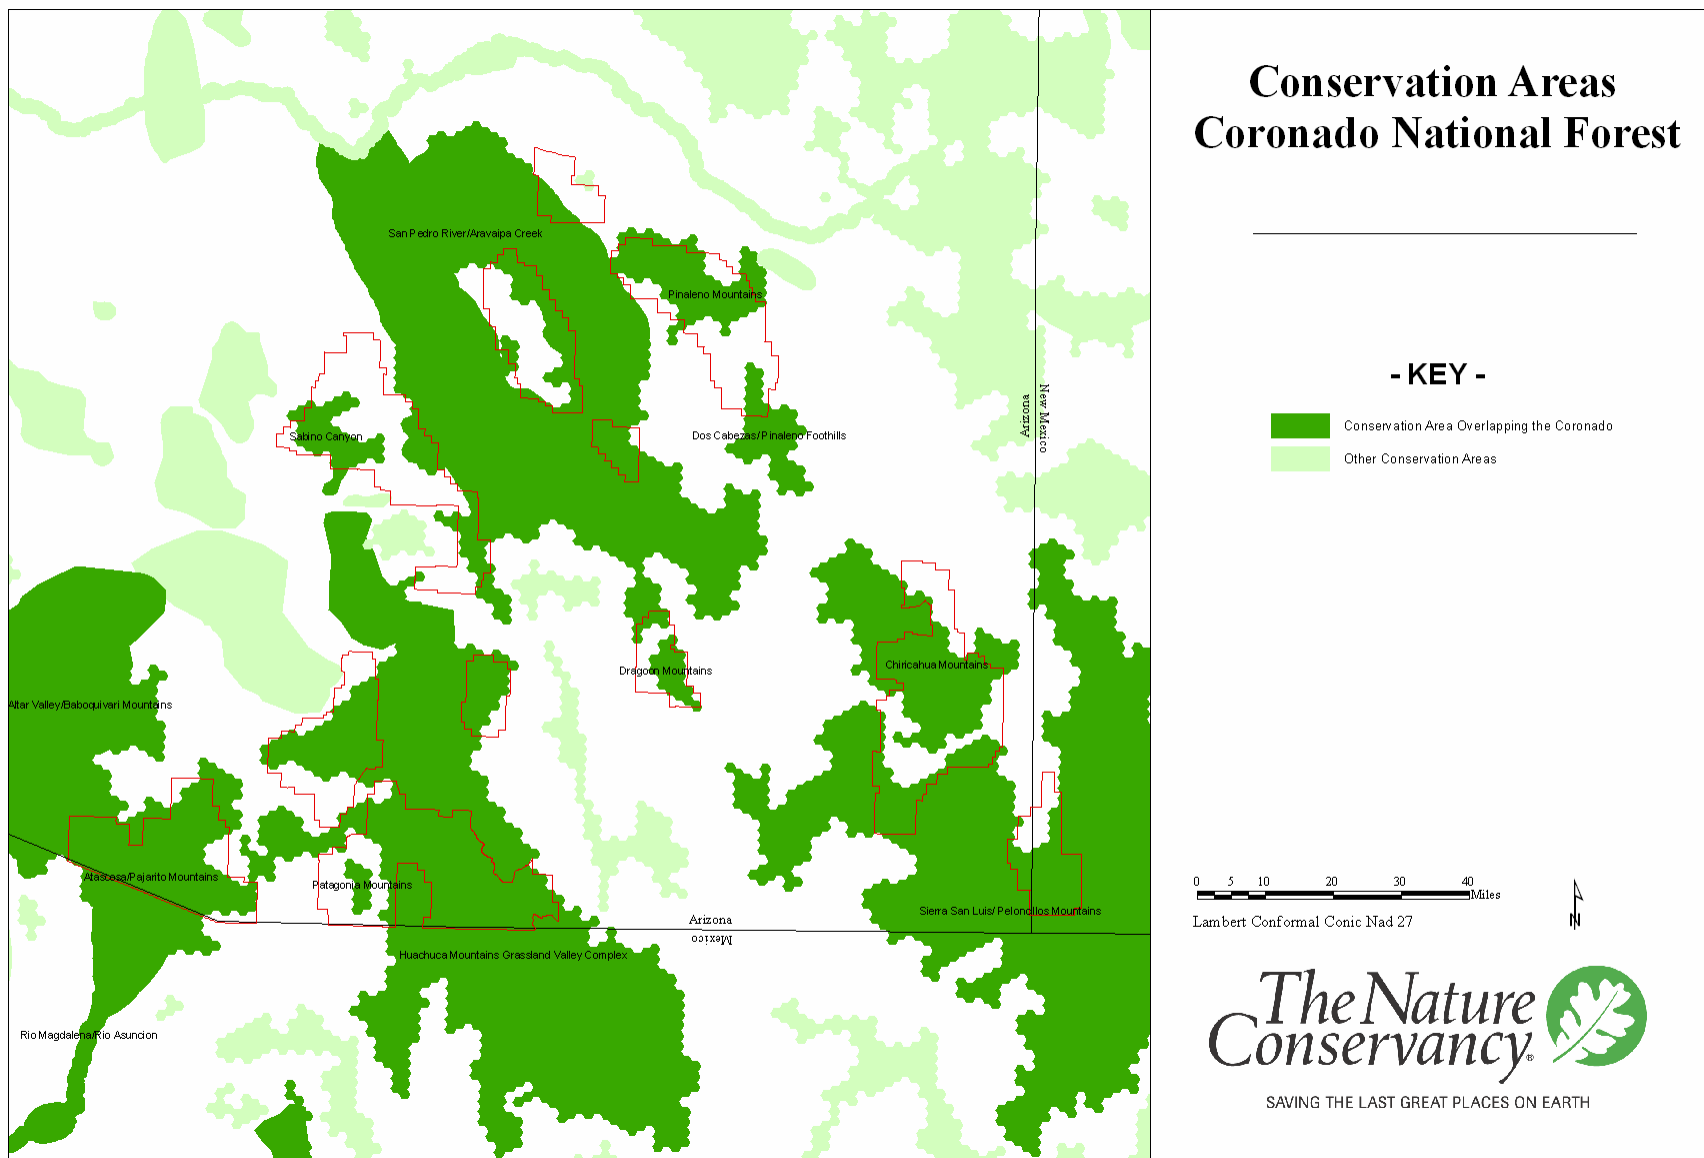 Conservation Areas
Coronado National Forest
- KEY -
Conservation Area Overlapping the Coronado
Other Conservation Areas
San Pedro River/Aravaipa Creek
Pinaleno Mountains
Sabino Canyon
Dos Cabezas/Pinaleno Foothills
Arizona
New Mexico
Dragoon Mountains
Chiricahua Mountains
Altar Valley/Baboquivari Mountains
Atascosa/Pajarito Mountains
Patagonia Mountains
Sierra San Luis/ Peloncillos Mountains
Arizona
Mexico
Huachuca Mountains Grassland Valley Complex
Rio Magdalena/Rio Asuncion
0 5 10 20 30 40
Miles
Lambert Conformal Conic Nad 27
N
The Nature
Conservancy®
SAVING THE LAST GREAT PLACES ON EARTH